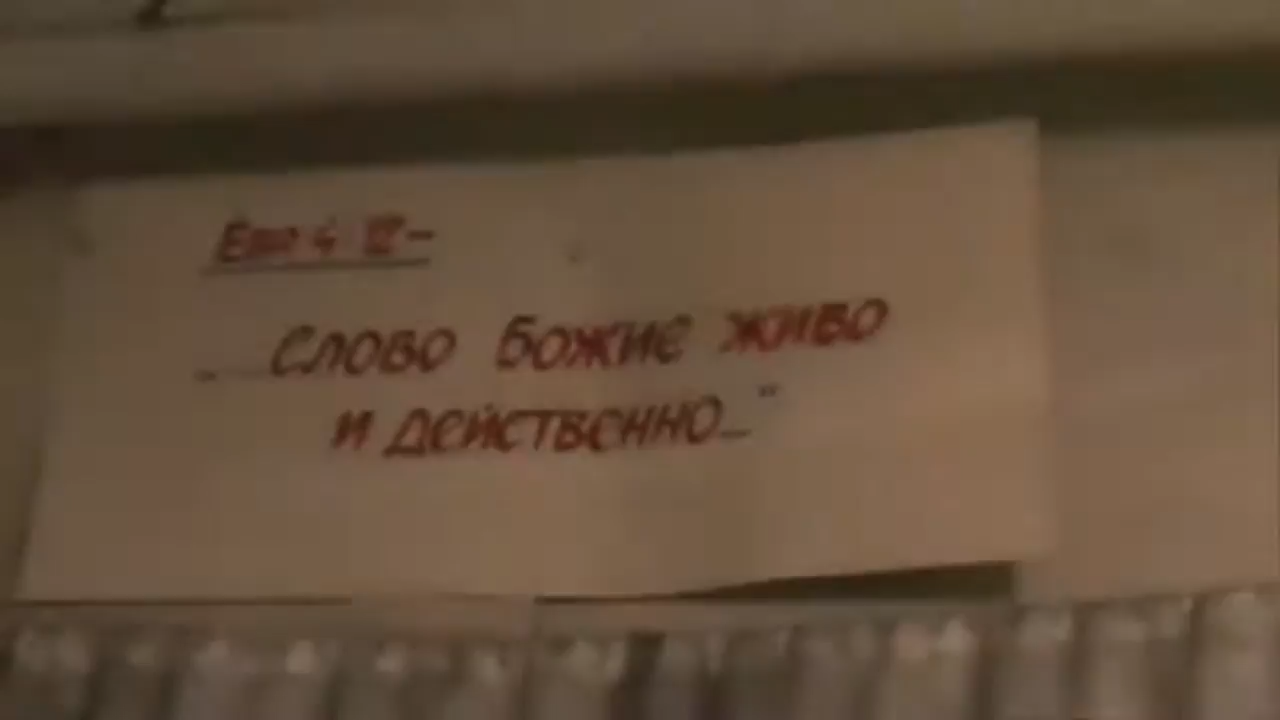 „ Слово Божие живо
и действенно..."